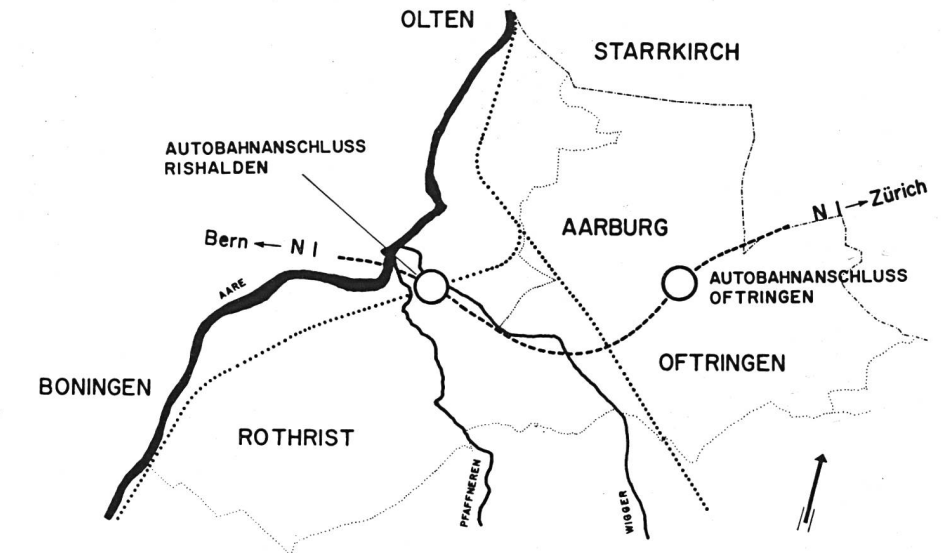 OLTEN
STARRKIRCH
AUTOBAHNANSCHLUSS
RISHALDEN
N I → Zürich
AARBURG
Bern ← N I
AUTOBAHNANSCHLUSS
OFTRINGEN
AARE
OFTRINGEN
BONINGEN
ROTHRIST
PFAFFNEREN
WIGGER